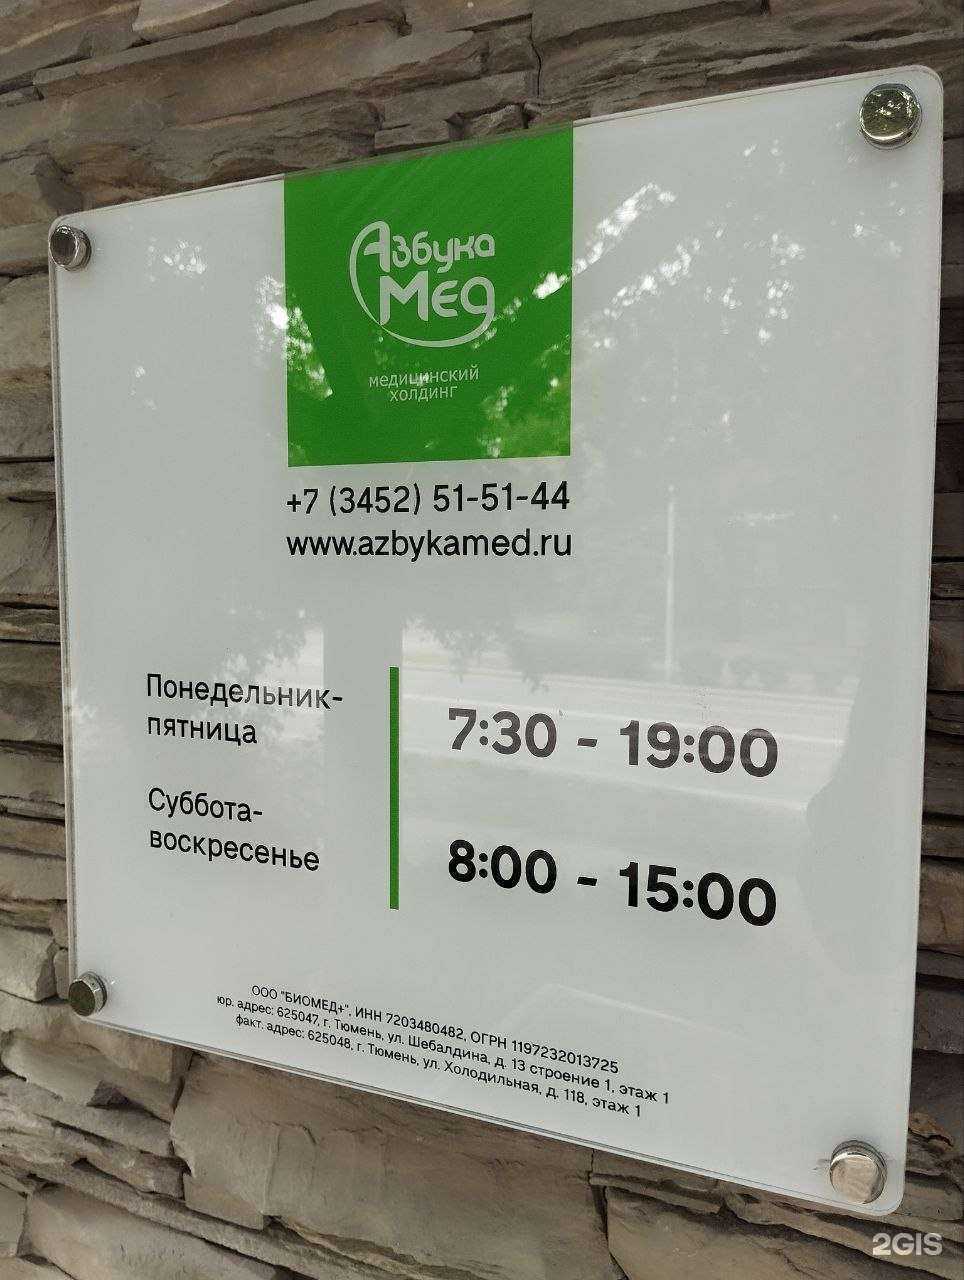 Азбука
Мед
медицинский
холдинг
+7 (3452) 51-51-44
www.azbykamed.ru
Понедельник-
пятница
7:30 - 19:00
Суббота-
воскресенье
8:00 - 15:00
ООО "БИОМЕД+", ИНН 7203480482, ОГРН 1197232013725
юр. адрес: 625047, г. Тюмень, ул. Шебалдина, д. 13 строение 1, этаж 1
факт. адрес: 625048, г. Тюмень, ул. Холодильная, д. 118, этаж 1
2GIS